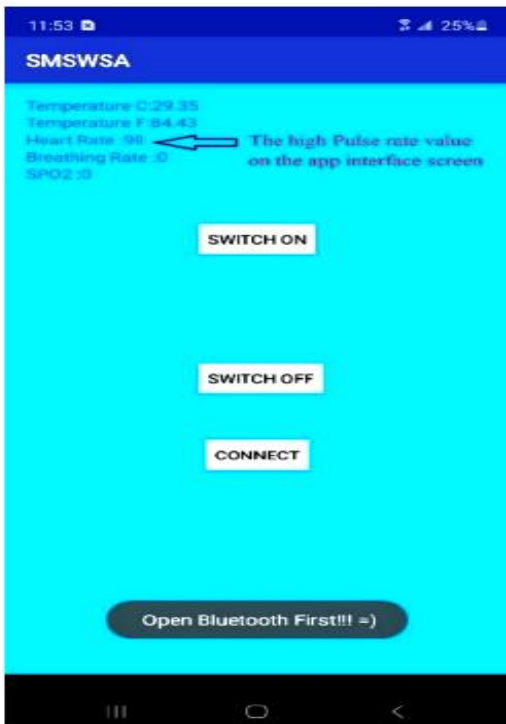 11:53 25%
SMSWSA
Temperature C:29.35
Temperature F:84.43
Heart Rate :98 The high Pulse rate value
Breathing Rate :0 on the app interface screen
SPO2 :0
SWITCH ON
SWITCH OFF
CONNECT
Open Bluetooth First!!! =)